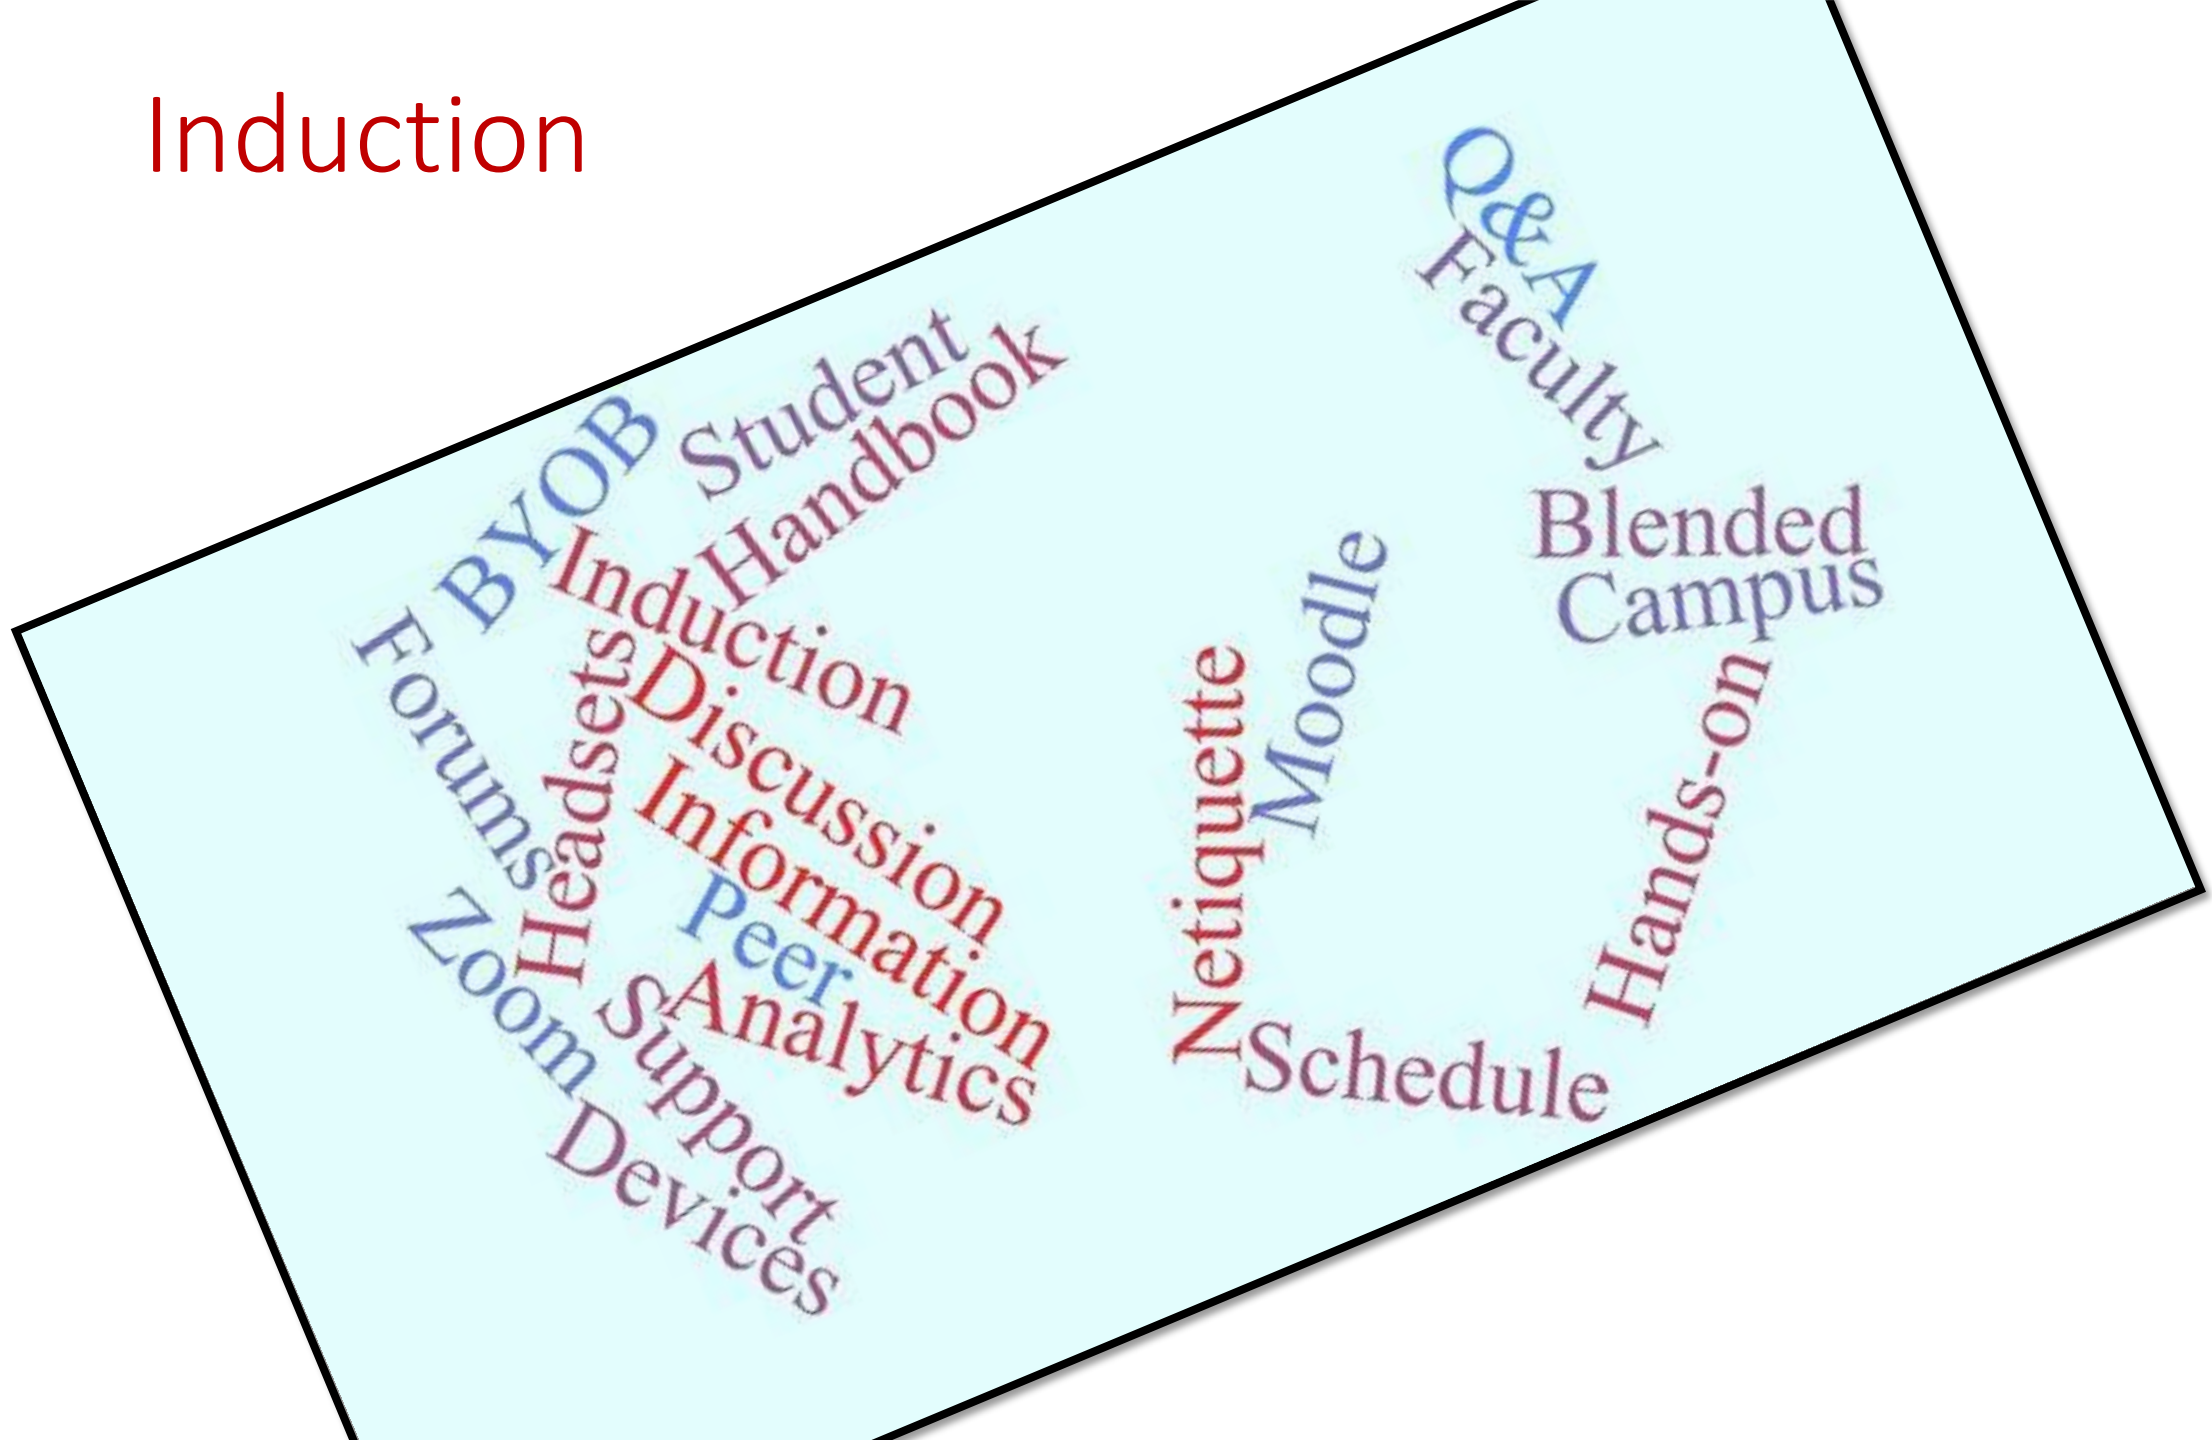 Induction
Q&A
Faculty
Student
Handbook
BYOB
Induction
Blended
Campus
Moodle
Forums
Headsets
Discussion
Netiquette
Hands-on
Information
Peer
Zoom
Analytics
Support
Schedule
Devices